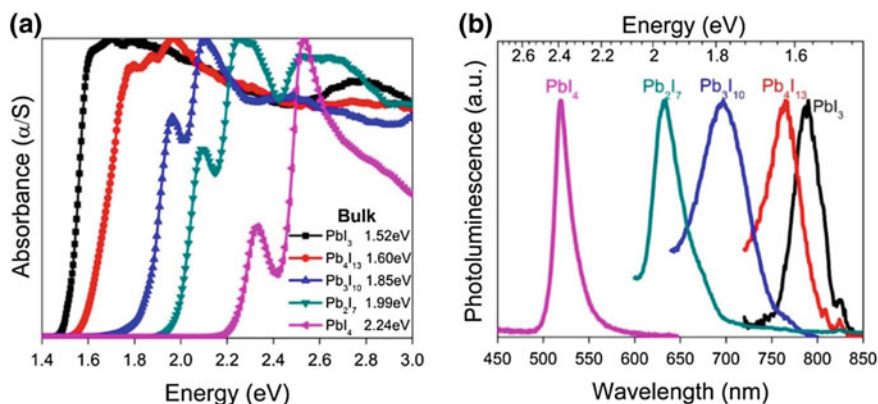 (a)
Absorbance (α/S)
Bulk
PbI₃ 1.52eV
Pb₄I₁₃ 1.60eV
Pb₃I₁₀ 1.85eV
Pb₂I₇ 1.99eV
PbI₄ 2.24eV
1.4 1.6 1.8 2.0 2.2 2.4 2.6 2.8 3.0
Energy (eV)
(b)
Energy (eV)
2.6 2.4 2.2 2 1.8 1.6
Photoluminescence (a.u.)
PbI₄ Pb₂I₇ Pb₃I₁₀ Pb₄I₁₃ PbI₃
450 500 550 600 650 700 750 800 850
Wavelength (nm)